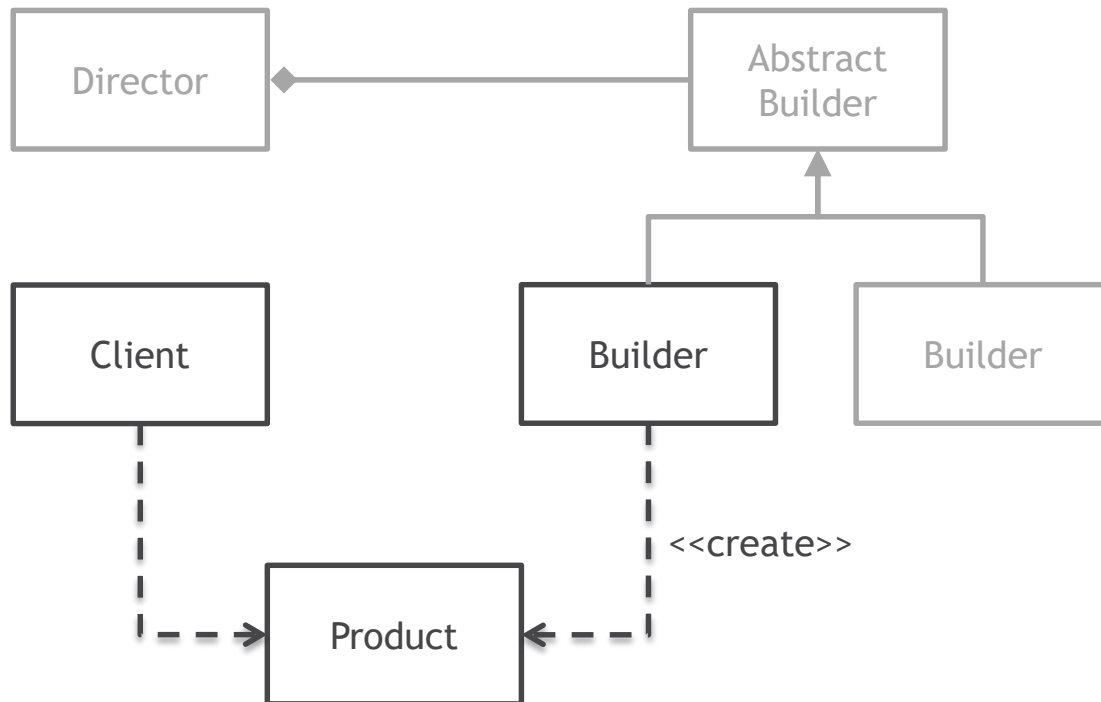 Director
Abstract
Builder
Client
Builder
Builder
<<create>>
Product